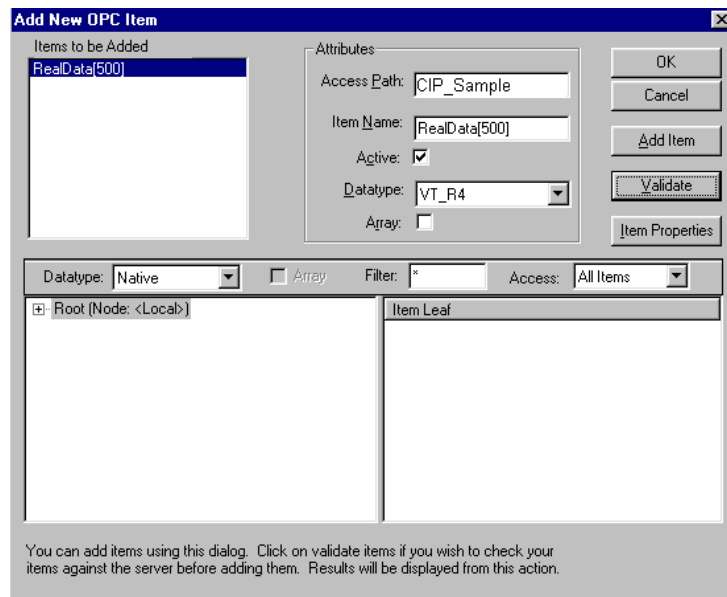 Add New OPC Item
Items to be Added
RealData[500]
Attributes
Access Path: CIP_Sample
Item Name: RealData[500]
Active:
Datatype: VT_R4
Array:
OK
Cancel
Add Item
Validate
Item Properties
Datatype: Native Array Filter: * Access: All Items
Root (Node: <Local>)
Item Leaf
You can add items using this dialog. Click on validate items if you wish to check your
items against the server before adding them. Results will be displayed from this action.